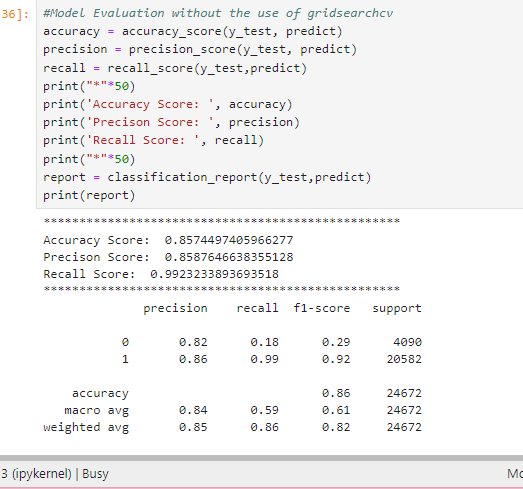 36]: #Model Evaluation without the use of gridsearchcv
accuracy = accuracy_score(y_test, predict)
precision = precision_score(y_test, predict)
recall = recall_score(y_test,predict)
print("*"*50)
print('Accuracy Score: ', accuracy)
print('Precison Score: ', precision)
print('Recall Score: ', recall)
print("*"*50)
report = classification_report(y_test,predict)
print(report)
**************************************************
Accuracy Score:  0.8574497405966277
Precison Score:  0.8587646638355128
Recall Score:  0.9923233893693518
**************************************************
precision recall f1-score support
0 0.82 0.18 0.29 4090
1 0.86 0.99 0.92 20582
accuracy 0.86 24672
macro avg 0.84 0.59 0.61 24672
weighted avg 0.85 0.86 0.82 24672
3 (ipykernel) | Busy